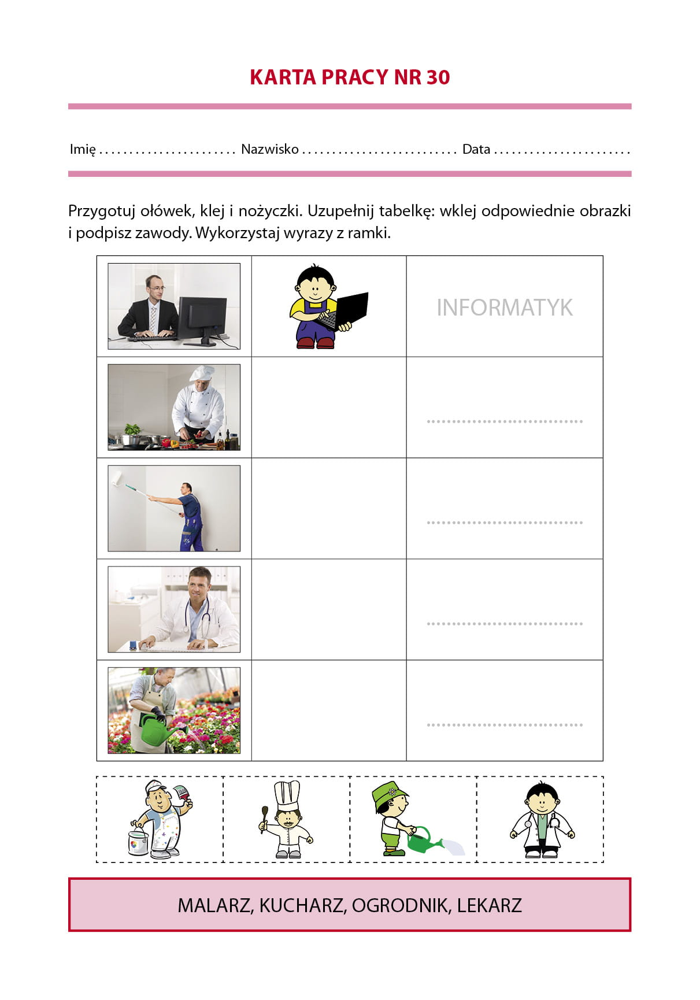 KARTA PRACY NR 30
Imię ....................... Nazwisko .......................... Data .......................
Przygotuj ołówek, klej i nożyczki. Uzupełnij tabelkę: wklej odpowiednie obrazki
i podpisz zawody. Wykorzystaj wyrazy z ramki.
INFORMATYK
MALARZ, KUCHARZ, OGRODNIK, LEKARZ